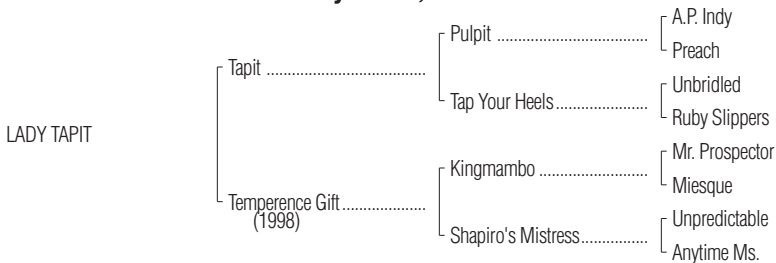 A.P. Indy
Pulpit
Preach
Tapit
Unbridled
Tap Your Heels
Ruby Slippers
LADY TAPIT
Mr. Prospector
Kingmambo
Miesque
Temperence Gift
(1998)
Unpredictable
Shapiro's Mistress
Anytime Ms.